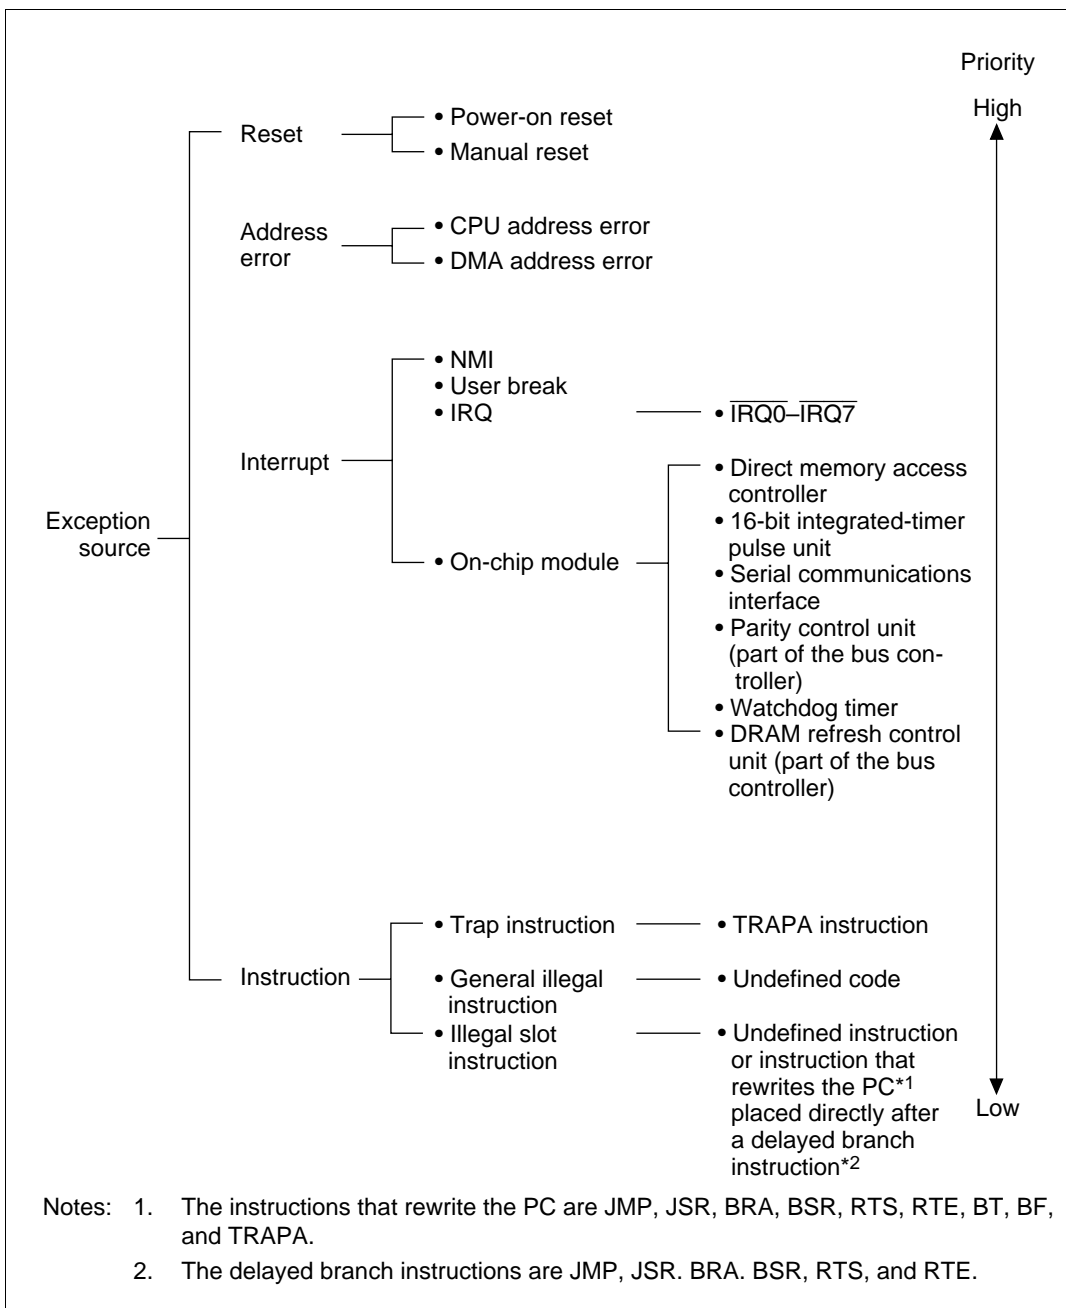 Priority
High
Reset
• Power-on reset
• Manual reset
Address
error
• CPU address error
• DMA address error
Interrupt
• NMI
• User break
• IRQ
• IRQ0–IRQ7
• On-chip module
• Direct memory access
controller
• 16-bit integrated-timer
pulse unit
• Serial communications
interface
• Parity control unit
(part of the bus con-
troller)
• Watchdog timer
• DRAM refresh control
unit (part of the bus
controller)
Exception
source
Instruction
• Trap instruction
• TRAPA instruction
• General illegal
instruction
• Undefined code
• Illegal slot
instruction
• Undefined instruction
or instruction that
rewrites the PC*1
placed directly after
a delayed branch
instruction*2
Low
Notes: 1. The instructions that rewrite the PC are JMP, JSR, BRA, BSR, RTS, RTE, BT, BF,
and TRAPA.
2. The delayed branch instructions are JMP, JSR. BRA. BSR, RTS, and RTE.